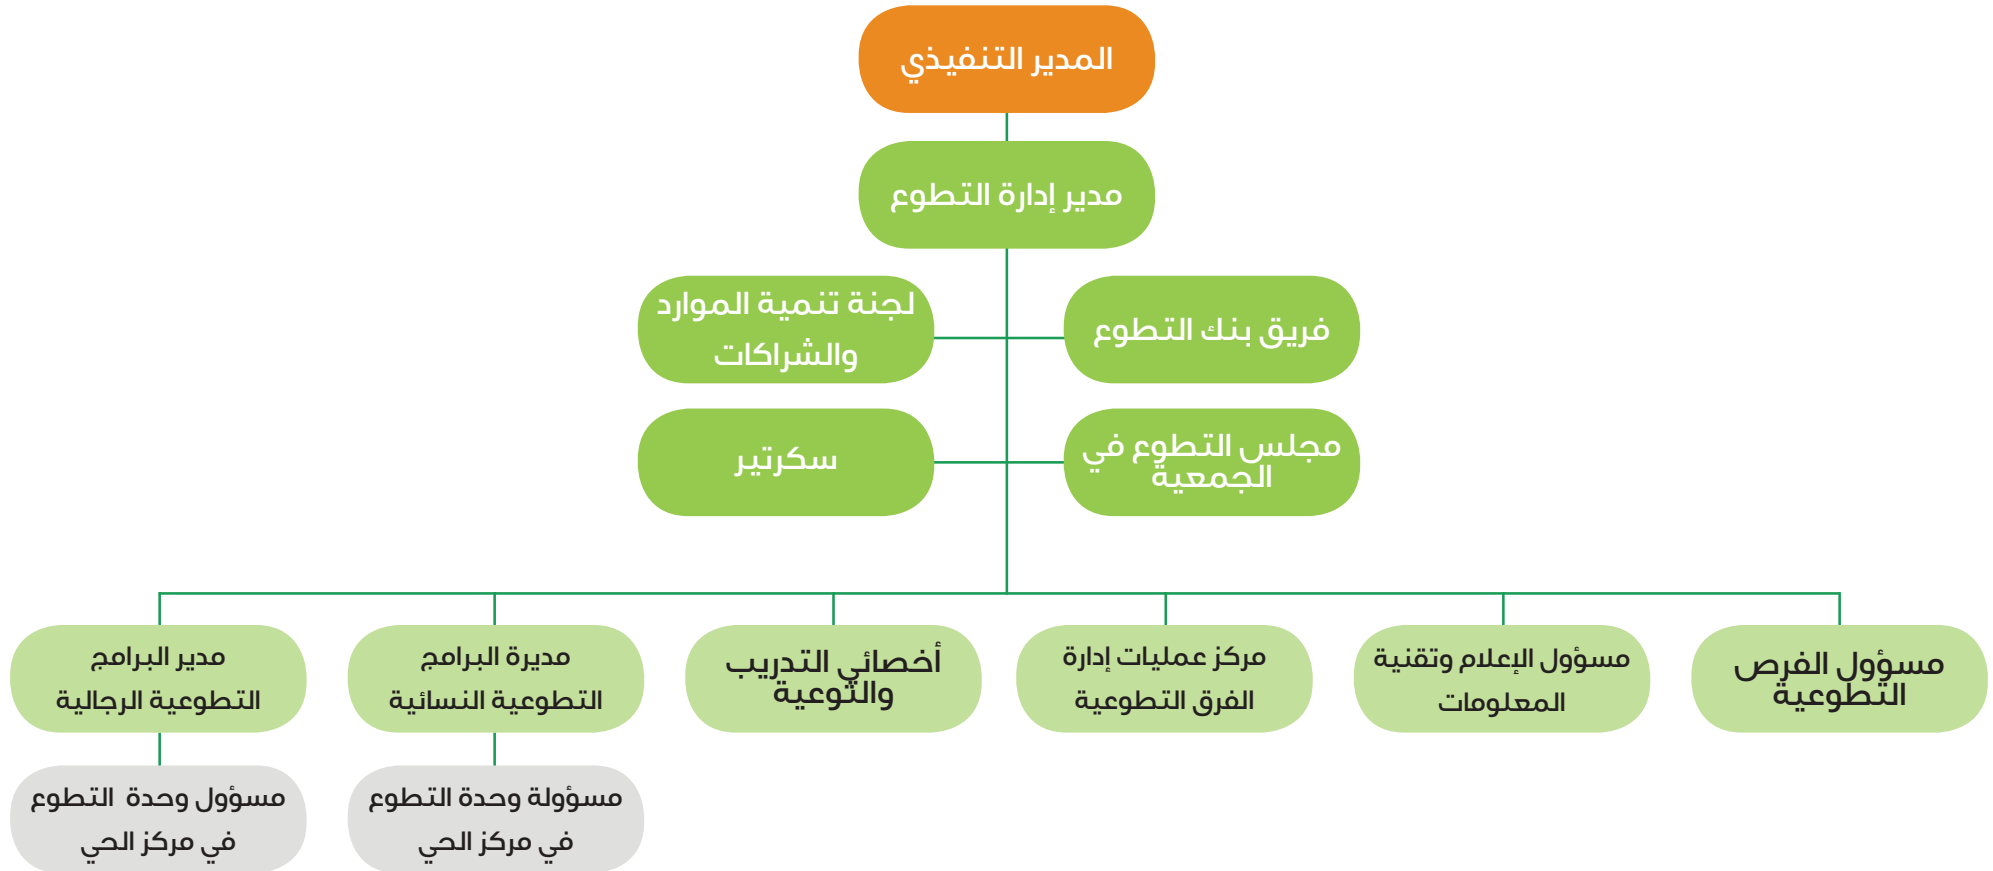 المدير التنفيذي
مدير إدارة التطوع
فريق بنك التطوع
لجنة تنمية الموارد
والشراكات
مجلس التطوع في
الجمعية
سكرتير
مسؤول الفرص
التطوعية
مسؤول الإعلام وتقنية
المعلومات
مركز عمليات إدارة
الفرق التطوعية
أخصائي التدريب
والتوعية
مديرة البرامج
التطوعية النسائية
مدير البرامج
التطوعية الرجالية
مسؤولة وحدة التطوع
في مركز الحي
مسؤول وحدة التطوع
في مركز الحي